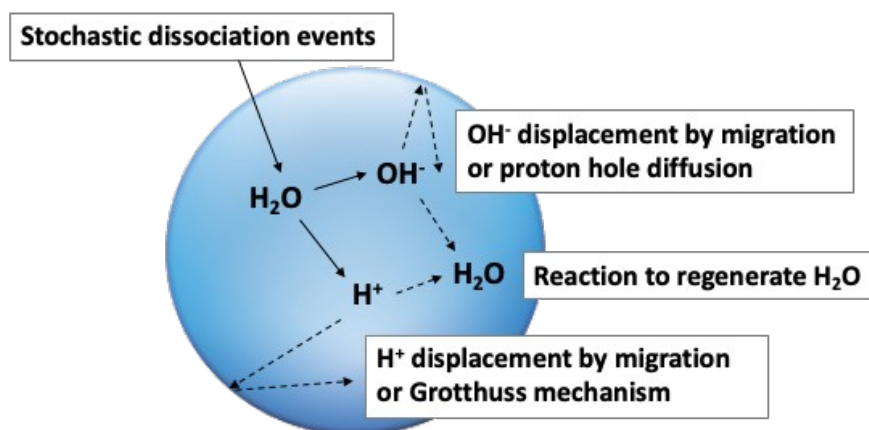 Stochastic dissociation events
OH⁻ displacement by migration
or proton hole diffusion
OH⁻
H₂O
H₂O
Reaction to regenerate H₂O
H⁺
H⁺ displacement by migration
or Grotthuss mechanism